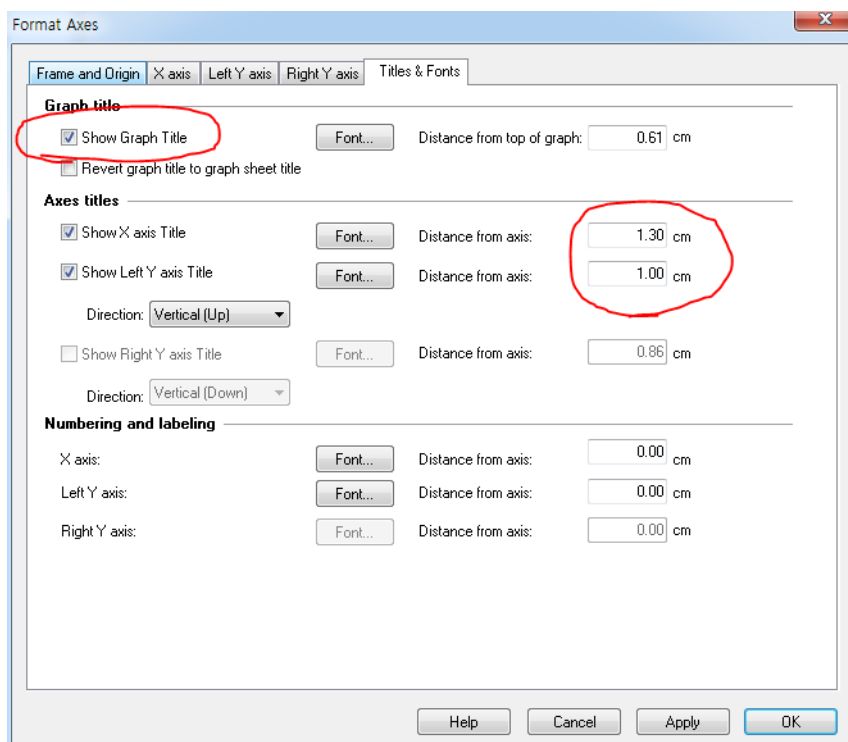 Format Axes
Frame and Origin X axis Left Y axis Right Y axis Titles & Fonts
Graph title
Show Graph Title Font... Distance from top of graph: 0.61 cm
Revert graph title to graph sheet title
Axes titles
Show X axis Title Font... Distance from axis: 1.30 cm
Show Left Y axis Title Font... Distance from axis: 1.00 cm
Direction: Vertical (Up)
Show Right Y axis Title Font... Distance from axis: 0.86 cm
Direction: Vertical (Down)
Numbering and labeling
X axis: Font... Distance from axis: 0.00 cm
Left Y axis: Font... Distance from axis: 0.00 cm
Right Y axis: Font... Distance from axis: 0.00 cm
Help Cancel Apply OK